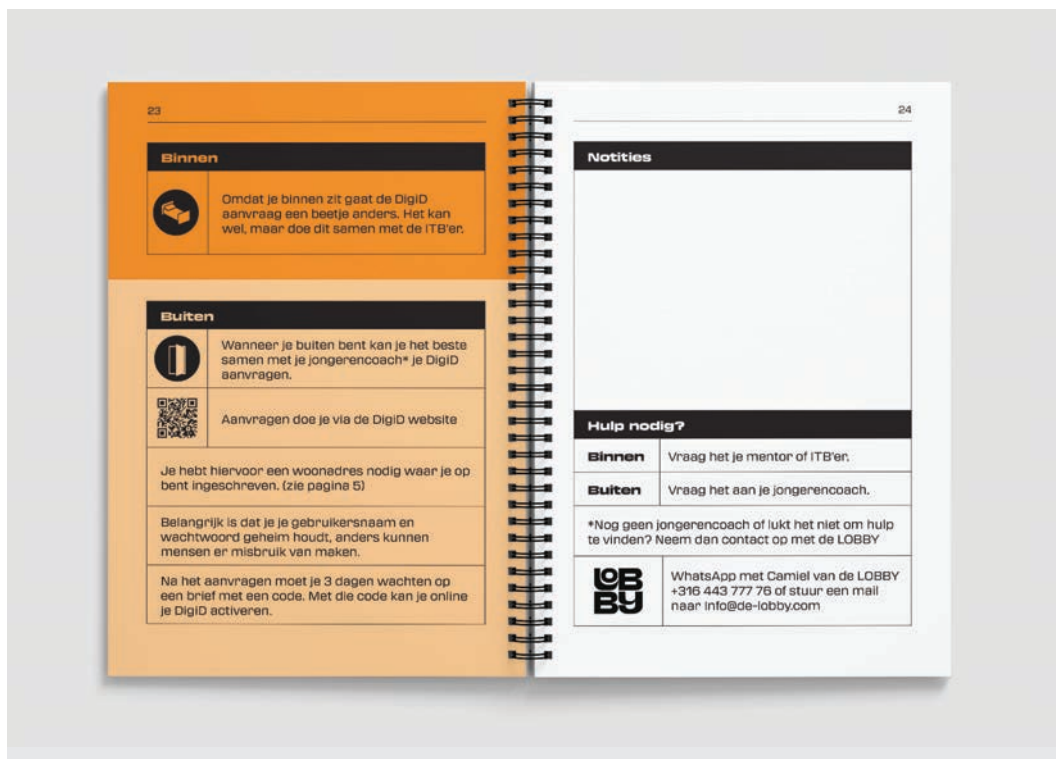 23
Binnen
Omdat je binnen zit gaat de DigiD
aanvraag een beetje anders. Het kan
wel, maar doe dit samen met de ITB'er.
Buiten
Wanneer je buiten bent kan je het beste
samen met je jongerencoach* je DigiD
aanvragen.
Aanvragen doe je via de DigiD website
Je hebt hiervoor een woonadres nodig waar je op
bent ingeschreven. (zie pagina 5)
Belangrijk is dat je je gebruikersnaam en
wachtwoord geheim houdt, anders kunnen
mensen er misbruik van maken.
Na het aanvragen moet je 3 dagen wachten op
een brief met een code. Met die code kan je online
je DigiD activeren.
24
Notities
Hulp nodig?
Binnen Vraag het je mentor of ITB'er.
Buiten Vraag het aan je jongerencoach.
*Nog geen jongerencoach of lukt het niet om hulp
te vinden? Neem dan contact op met de LOBBY
LOB
BY
WhatsApp met Camiel van de LOBBY
+316 443 777 76 of stuur een mail
naar info@de-lobby.com